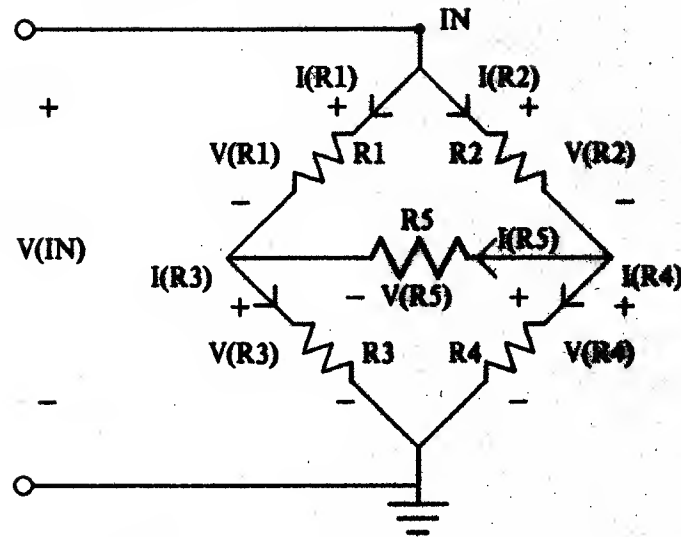 IN
I(R1) I(R2)
+ + +
V(R1) R1 R2 V(R2)
− −
R5
V(IN) I(R5)
I(R3) I(R4)
+ − V(R5) + +
V(R3) R3 R4 V(R4)
− − −